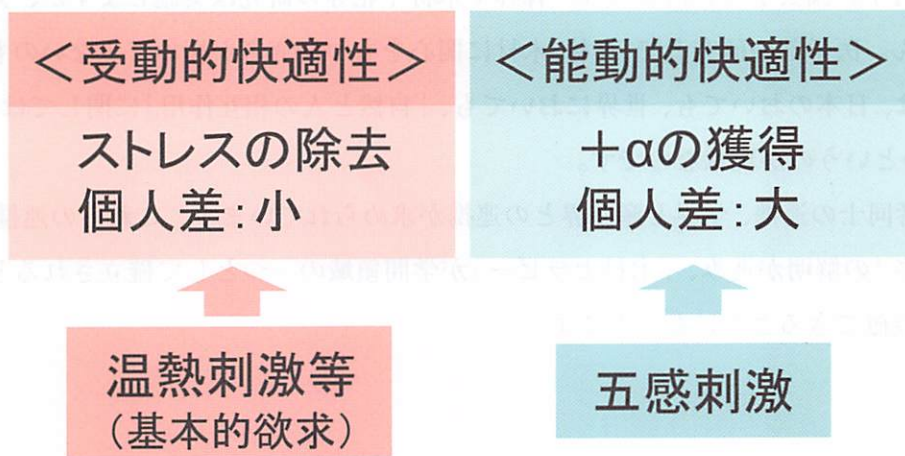 ＜受動的快適性＞
ストレスの除去
個人差：小
温熱刺激等
（基本的欲求）
＜能動的快適性＞
＋αの獲得
個人差：大
五感刺激